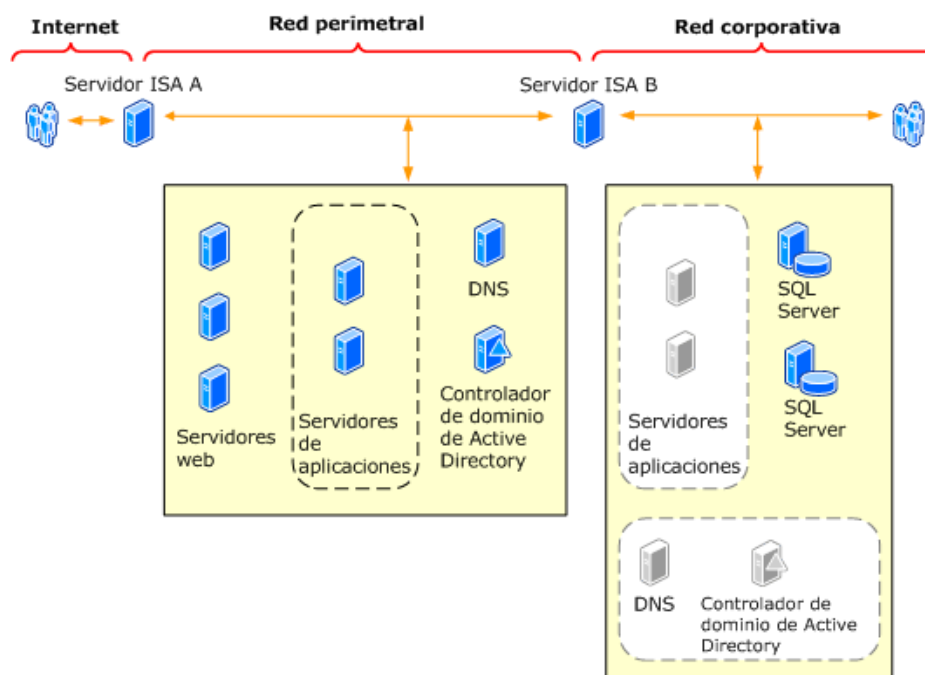 Internet
Red perimetral
Red corporativa
Servidor ISA A
Servidor ISA B
DNS
Servidores
web
Servidores
de
aplicaciones
Controlador
de dominio
de Active
Directory
SQL
Server
SQL
Server
Servidores
de
aplicaciones
DNS
Controlador de
dominio de Active
Directory